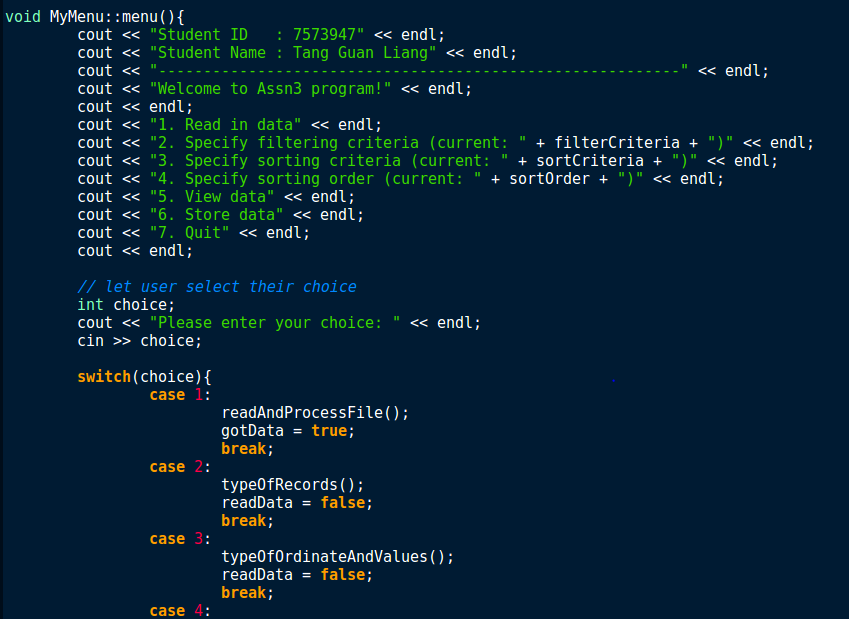 void MyMenu::menu(){
cout << "Student ID   : 7573947" << endl;
cout << "Student Name : Tang Guan Liang" << endl;
cout << "----------------------------------------------------------" << endl;
cout << "Welcome to Assn3 program!" << endl;
cout << endl;
cout << "1. Read in data" << endl;
cout << "2. Specify filtering criteria (current: " + filterCriteria + ")" << endl;
cout << "3. Specify sorting criteria (current: " + sortCriteria + ")" << endl;
cout << "4. Specify sorting order (current: " + sortOrder + ")" << endl;
cout << "5. View data" << endl;
cout << "6. Store data" << endl;
cout << "7. Quit" << endl;
cout << endl;
// let user select their choice
int choice;
cout << "Please enter your choice: " << endl;
cin >> choice;
switch(choice){
case 1:
readAndProcessFile();
gotData = true;
break;
case 2:
typeOfRecords();
readData = false;
break;
case 3:
typeOfOrdinateAndValues();
readData = false;
break;
case 4: